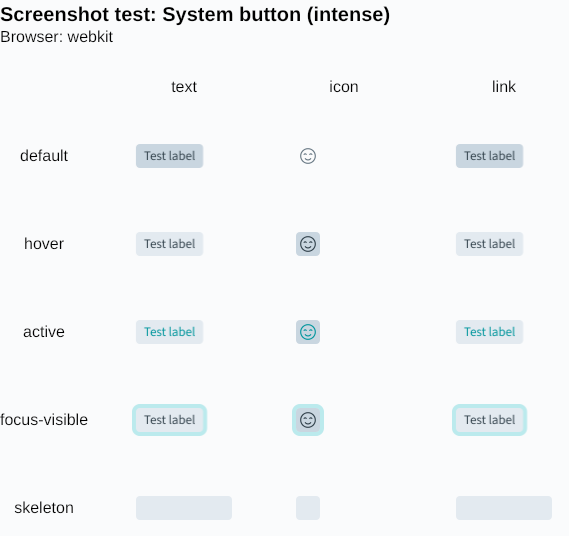 Screenshot test: System button (intense)
Browser: webkit
text icon link
default Test label Test label
hover Test label Test label
active Test label Test label
focus-visible Test label Test label
skeleton